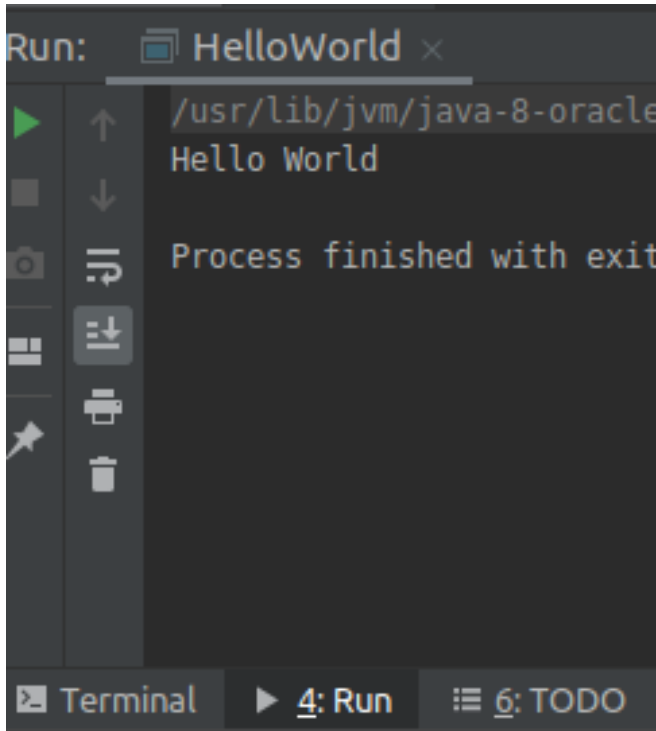 Run: HelloWorld
/usr/lib/jvm/java-8-oracle
Hello World
Process finished with exit
Terminal 4: Run 6: TODO